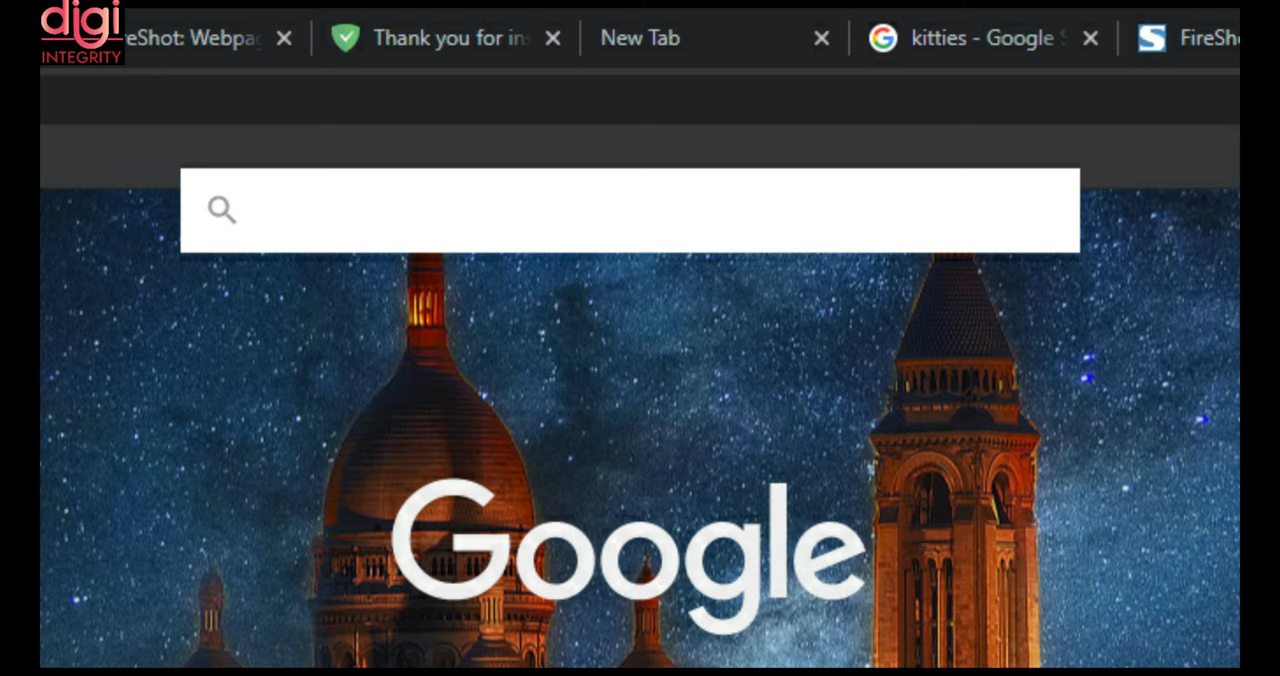 digi
INTEGRITY
eShot: Webpa
Thank you for in
New Tab
kitties - Google S
FireSh
Google